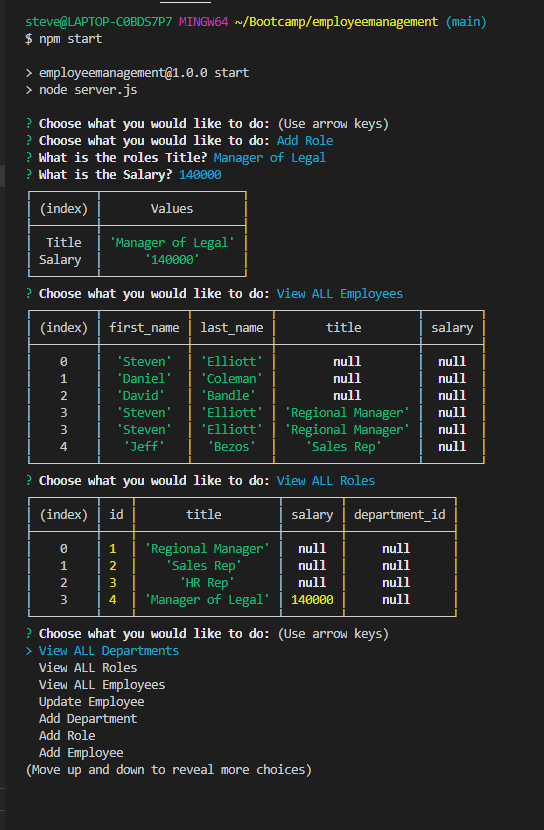 steve@LAPTOP-C0BDS7P7 MINGW64 ~/Bootcamp/employeemanagement (main)
$ npm start
> employeemanagement@1.0.0 start
> node server.js
? Choose what you would like to do: (Use arrow keys)
? Choose what you would like to do: Add Role
? What is the roles Title? Manager of Legal
? What is the Salary? 140000
(index) Values
Title 'Manager of Legal'
Salary '140000'
? Choose what you would like to do: View ALL Employees
(index) first_name last_name title salary
0 'Steven' 'Elliott' null null
1 'Daniel' 'Coleman' null null
2 'David' 'Bandle' null null
3 'Steven' 'Elliott' 'Regional Manager' null
3 'Steven' 'Elliott' 'Regional Manager' null
4 'Jeff' 'Bezos' 'Sales Rep' null
? Choose what you would like to do: View ALL Roles
(index) id title salary department_id
0 1 'Regional Manager' null null
1 2 'Sales Rep' null null
2 3 'HR Rep' null null
3 4 'Manager of Legal' 140000 null
? Choose what you would like to do: (Use arrow keys)
> View ALL Departments
View ALL Roles
View ALL Employees
Update Employee
Add Department
Add Role
Add Employee
(Move up and down to reveal more choices)